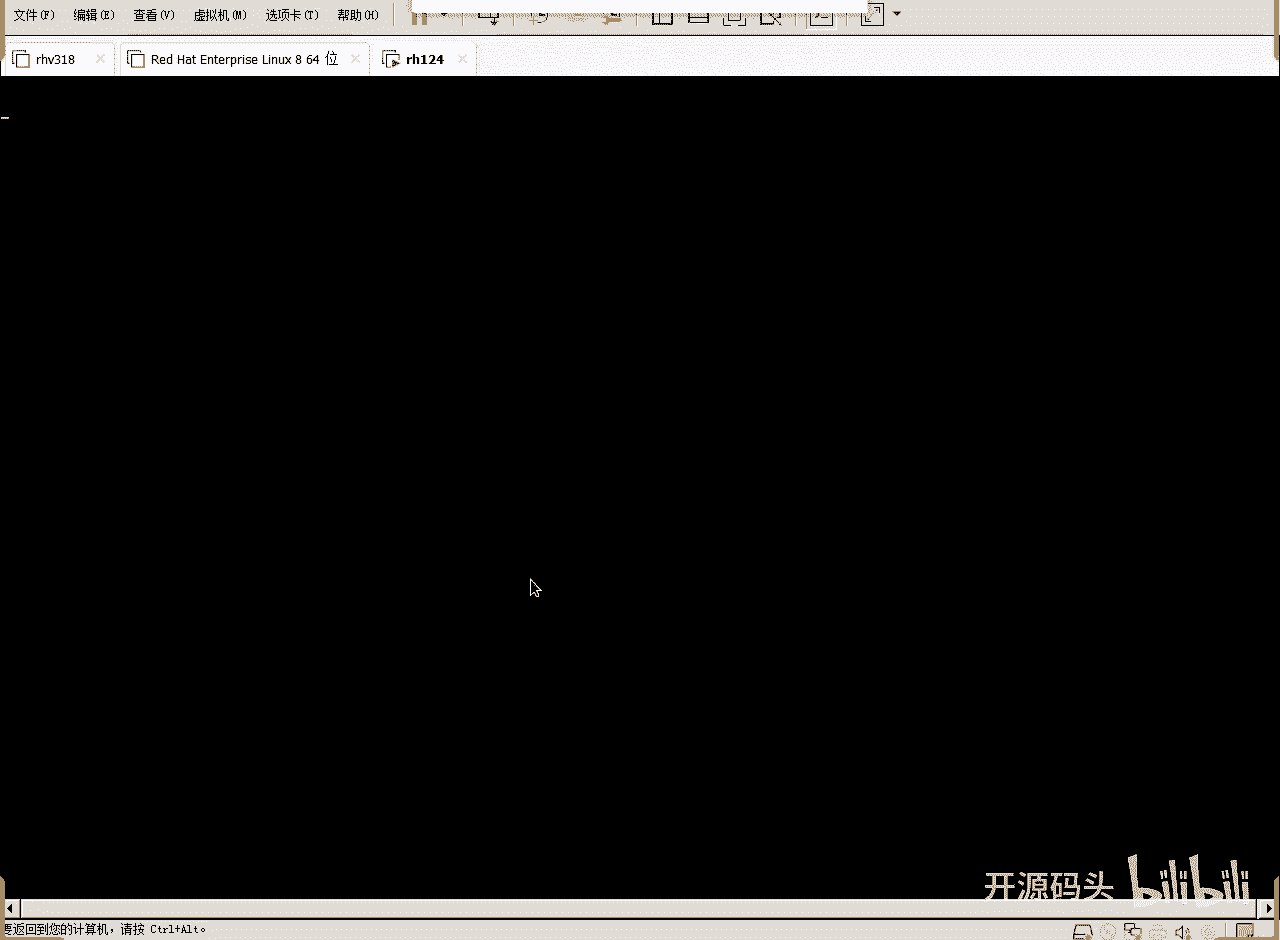 文件(F) 编辑(E) 查看(V) 虚拟机(M) 选项卡(T) 帮助(H)
rhv318 Red Hat Enterprise Linux 8 64 位 rh124
开源码头 bilibili
要返回到您的计算机，请按 Ctrl+Alt。